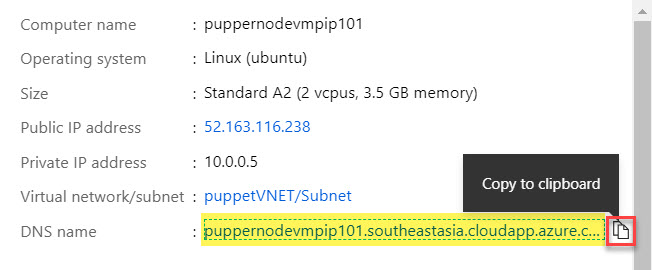 Computer name : puppernodevmpip101
Operating system : Linux (ubuntu)
Size : Standard A2 (2 vcpus, 3.5 GB memory)
Public IP address : 52.163.116.238
Private IP address : 10.0.0.5
Copy to clipboard
Virtual network/subnet : puppetVNET/Subnet
DNS name : puppernodevmpip101.southeastasia.cloudapp.azure.c...